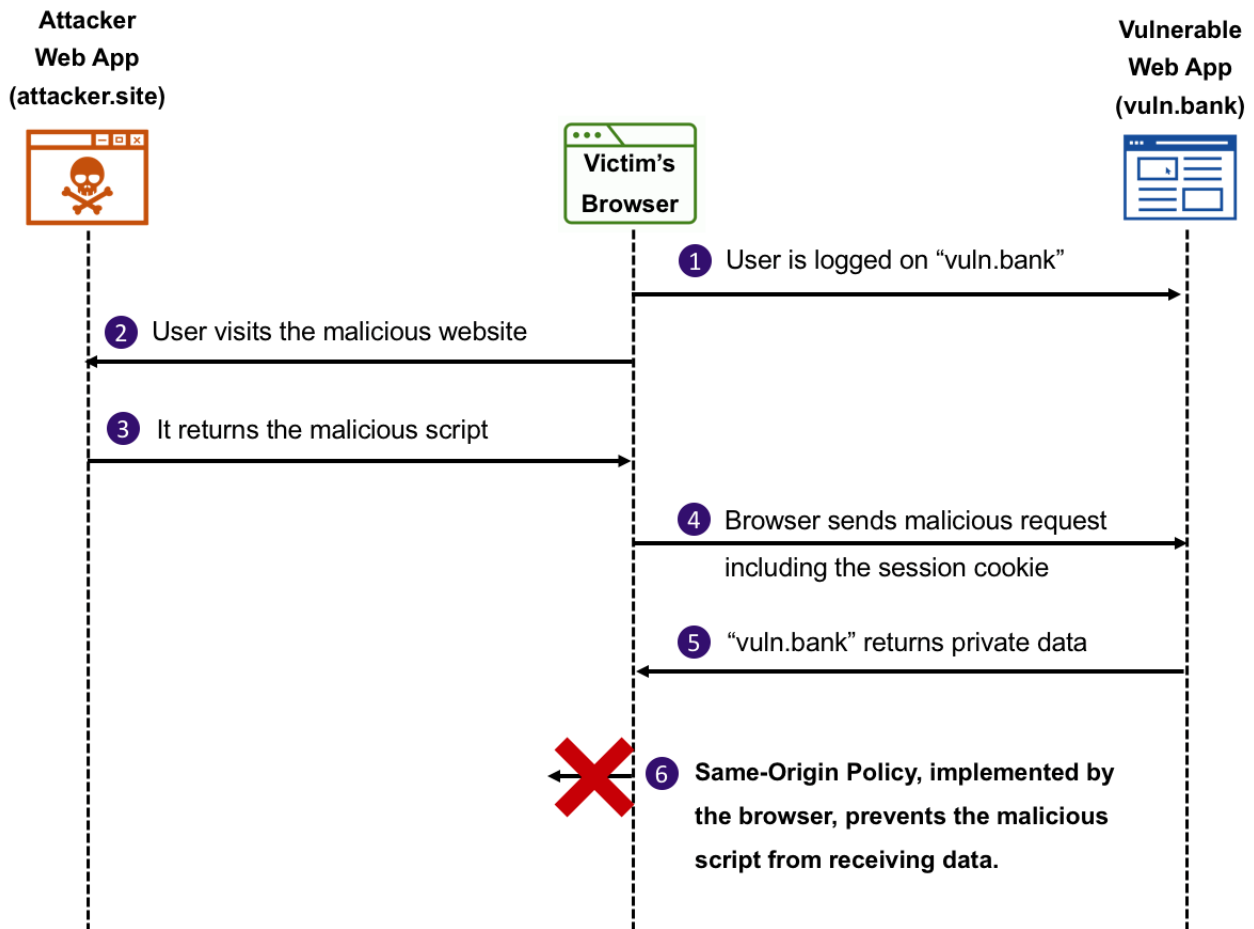 Attacker
Web App
(attacker.site)
Vulnerable
Web App
(vuln.bank)
Victim’s
Browser
1 User is logged on “vuln.bank”
2 User visits the malicious website
3 It returns the malicious script
4 Browser sends malicious request
including the session cookie
5 “vuln.bank” returns private data
6 Same-Origin Policy, implemented by
the browser, prevents the malicious
script from receiving data.